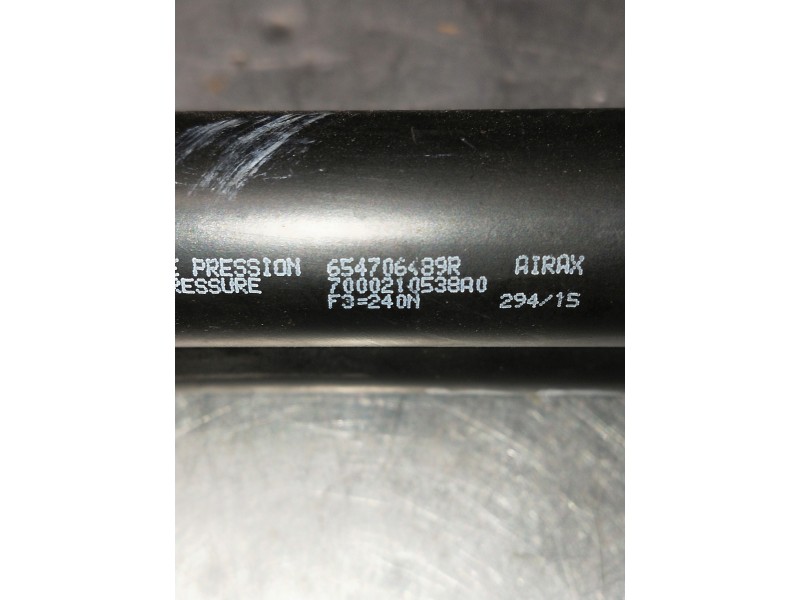 E PRESSION 654706489R AIRAX
RESSURE 7000210538A0
F3=240N 294/15